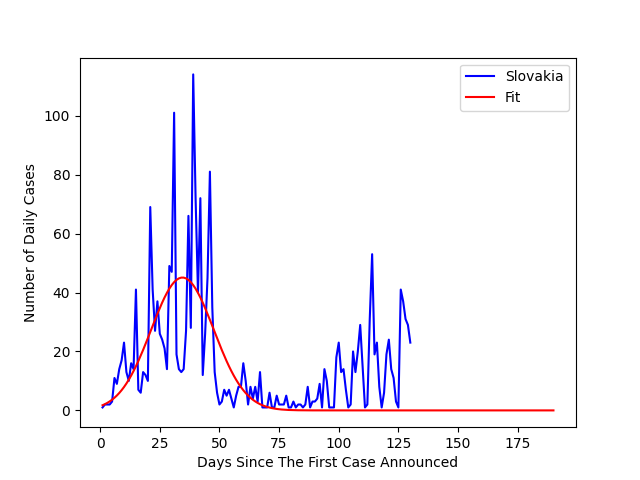 Slovakia
Fit
Number of Daily Cases
100
80
60
40
20
0
0 25 50 75 100 125 150 175
Days Since The First Case Announced